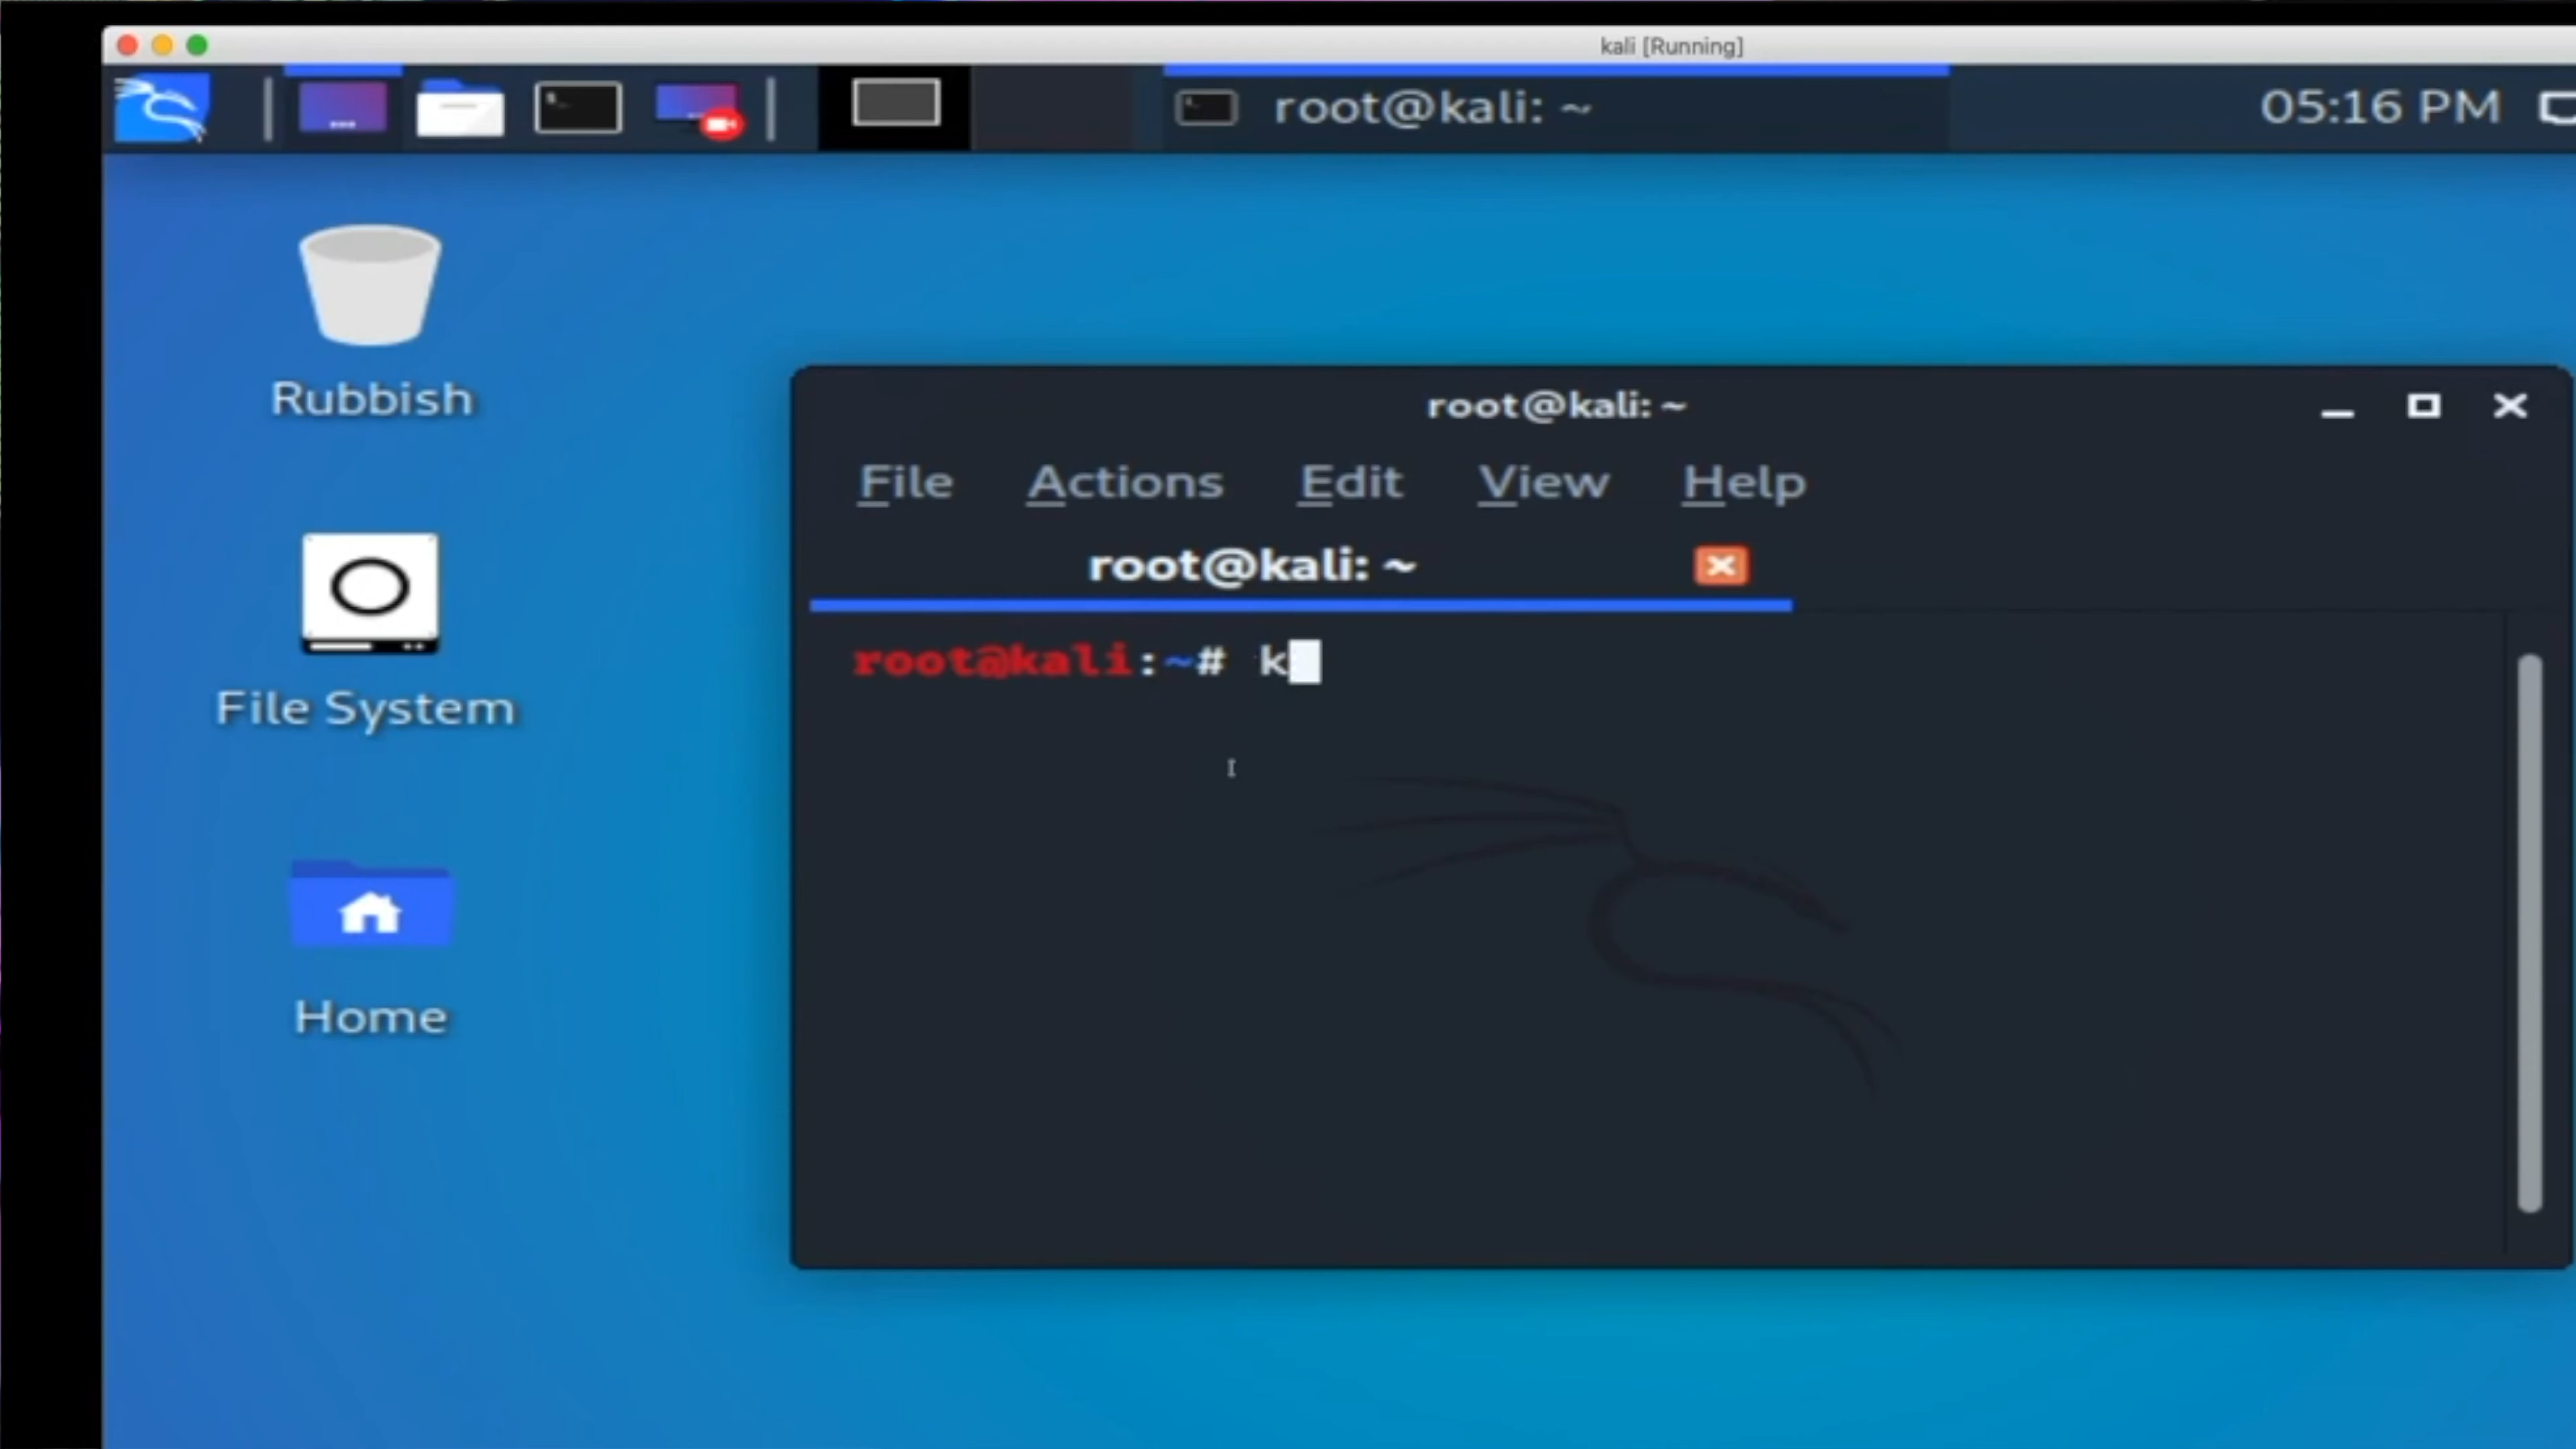 kali [Running]
root@kali: ~
05:16 PM
Rubbish
root@kali: ~
File Actions Edit View Help
root@kali: ~
root@kali:~# k
File System
Home